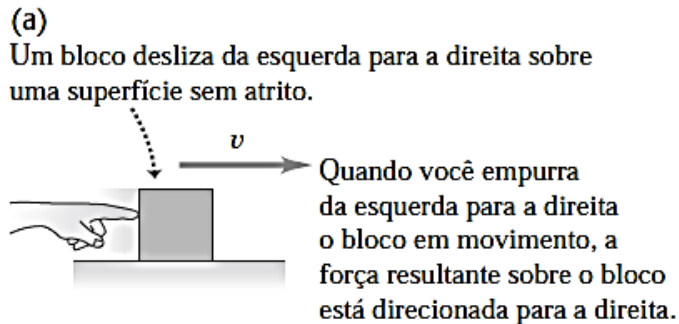 (a)
Um bloco desliza da esquerda para a direita sobre
uma superfície sem atrito.
v
Quando você empurra
da esquerda para a direita
o bloco em movimento, a
força resultante sobre o bloco
está direcionada para a direita.